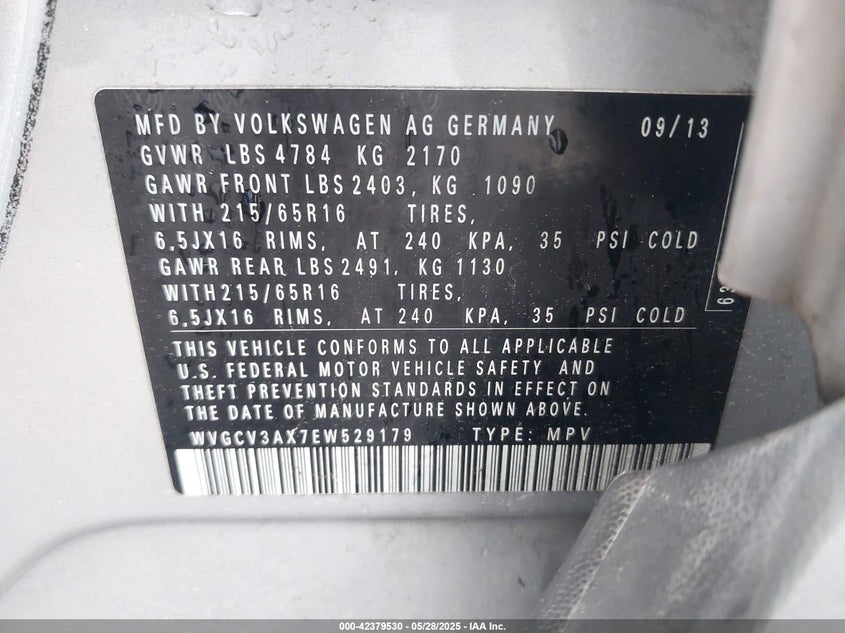 MFD BY VOLKSWAGEN AG GERMANY 09/13
GVWR LBS 4784 KG 2170
GAWR FRONT LBS 2403, KG 1090
WITH 215/65R16 TIRES,
6,5JX16 RIMS, AT 240 KPA, 35 PSI COLD
GAWR REAR LBS 2491, KG 1130
WITH215/65R16 TIRES,
6,5JX16 RIMS, AT 240 KPA, 35 PSI COLD
THIS VEHICLE CONFORMS TO ALL APPLICABLE
U.S. FEDERAL MOTOR VEHICLE SAFETY AND
THEFT PREVENTION STANDARDS IN EFFECT ON
THE DATE OF MANUFACTURE SHOWN ABOVE.
WVGCV3AX7EW529179 TYPE: MPV
000-42379530 - 05/28/2025 - IAA Inc.